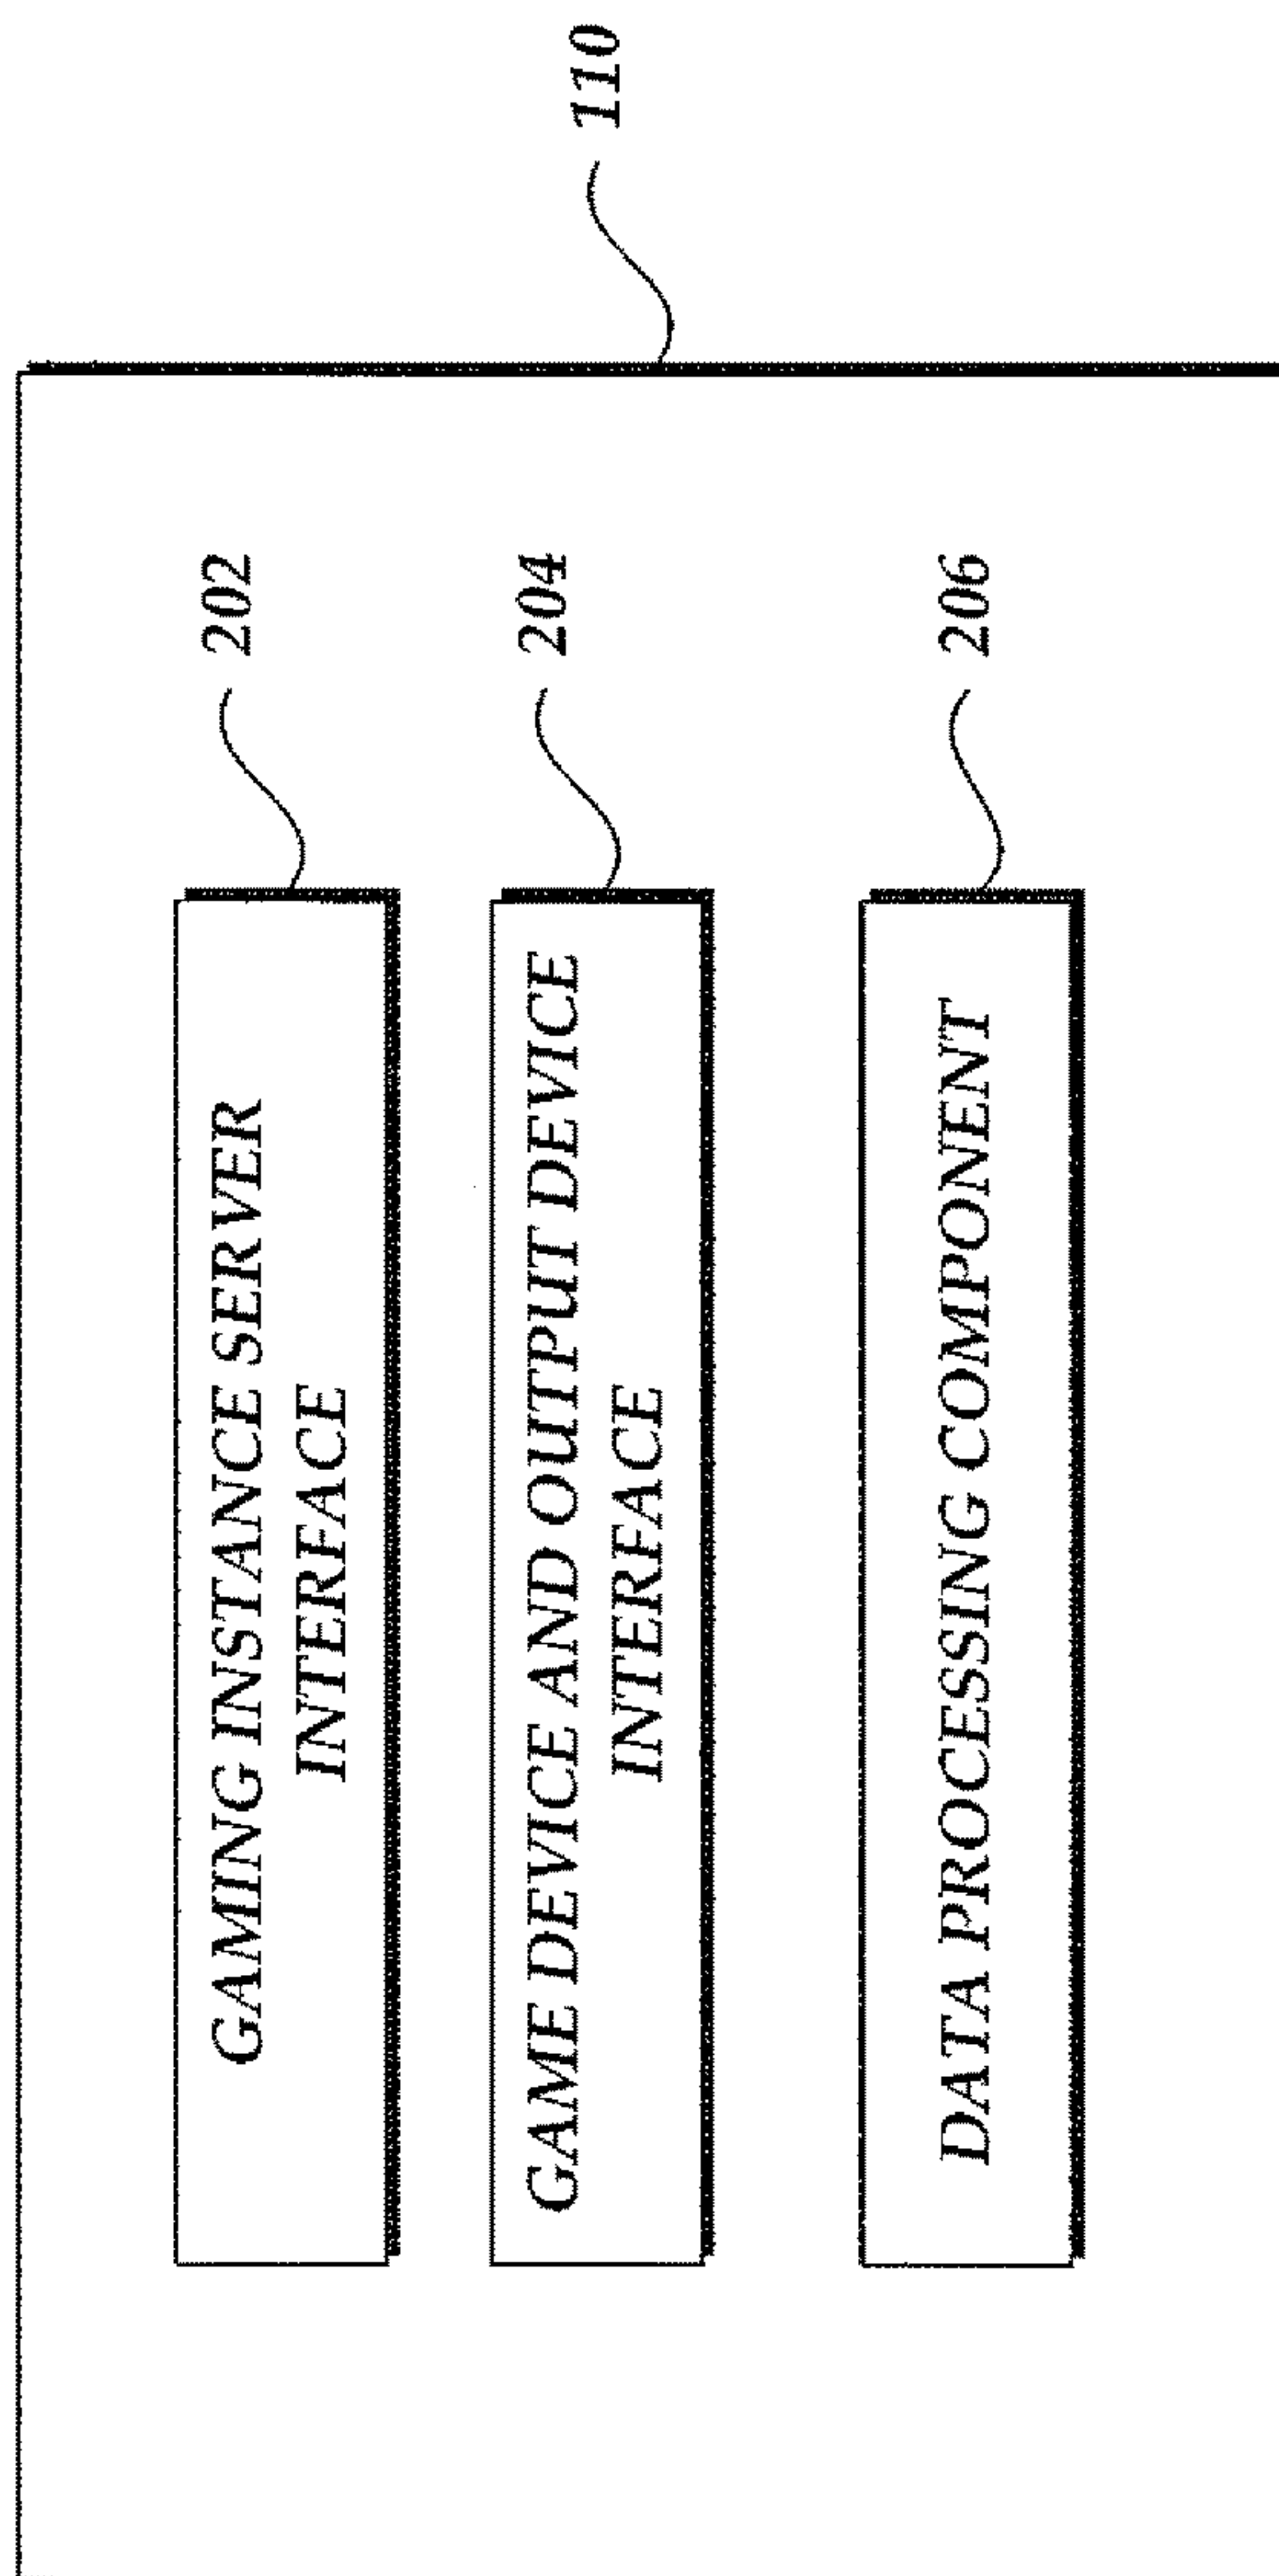 110
202
GAMING INSTANCE SERVER
INTERFACE
204
GAME DEVICE AND OUTPUT DEVICE
INTERFACE
206
DATA PROCESSING COMPONENT